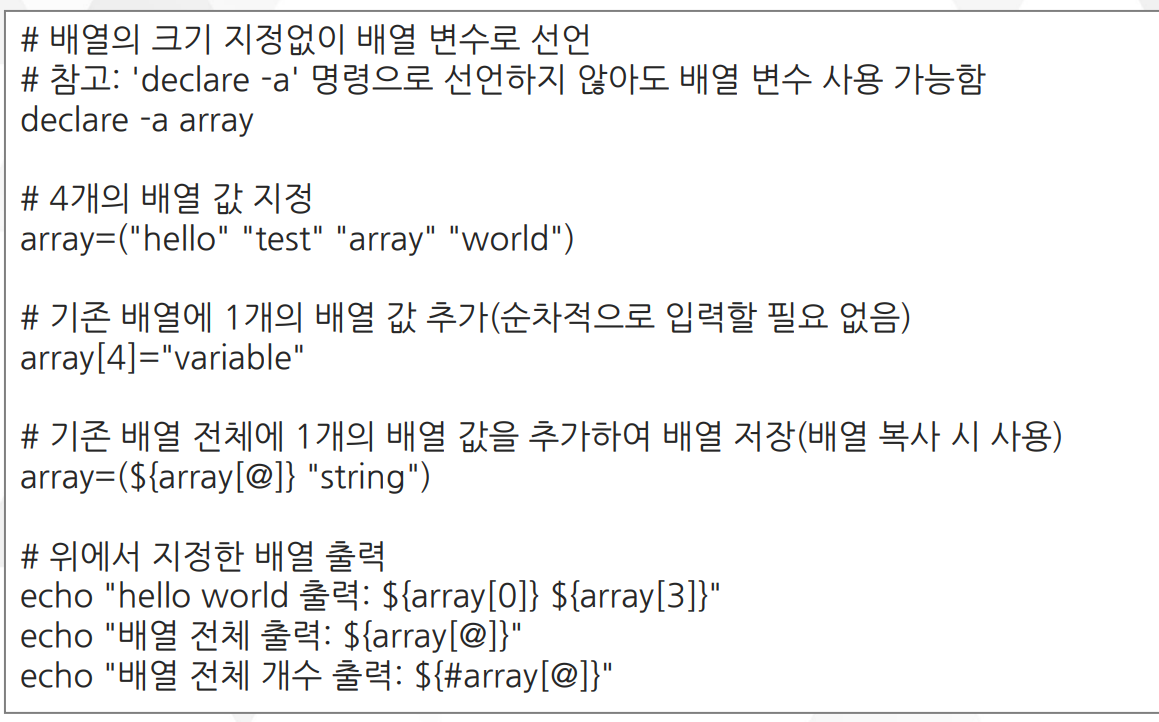 # 배열의 크기 지정없이 배열 변수로 선언
# 참고: 'declare -a' 명령으로 선언하지 않아도 배열 변수 사용 가능함
declare -a array
# 4개의 배열 값 지정
array=("hello" "test" "array" "world")
# 기존 배열에 1개의 배열 값 추가(순차적으로 입력할 필요 없음)
array[4]="variable"
# 기존 배열 전체에 1개의 배열 값을 추가하여 배열 저장(배열 복사 시 사용)
array=(${array[@]} "string")
# 위에서 지정한 배열 출력
echo "hello world 출력: ${array[0]} ${array[3]}"
echo "배열 전체 출력: ${array[@]}"
echo "배열 전체 개수 출력: ${#array[@]}"